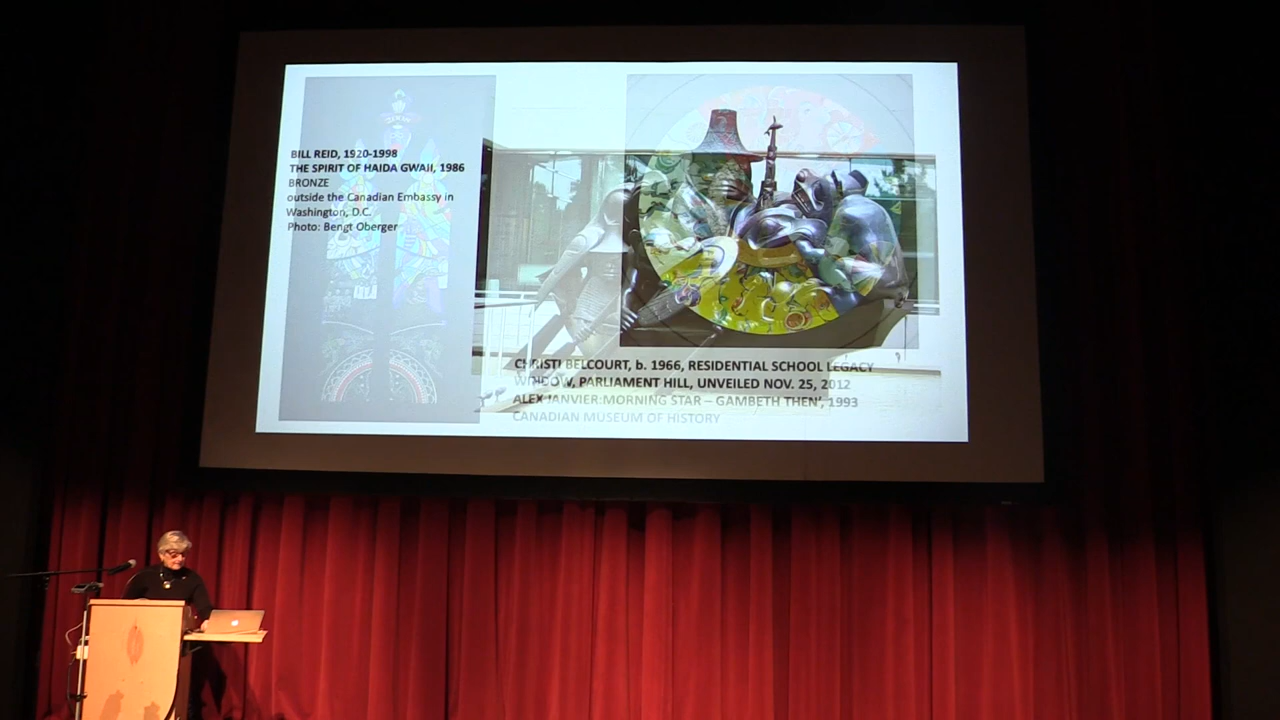 BILL REID, 1920-1998
THE SPIRIT OF HAIDA GWAII, 1986
BRONZE
outside the Canadian Embassy in
Washington, D.C.
Photo: Bengt Oberger
CHRISTI BELCOURT, b. 1966, RESIDENTIAL SCHOOL LEGACY
WINDOW, PARLIAMENT HILL, UNVEILED NOV. 25, 2012
ALEX JANVIER:MORNING STAR – GAMBETH THEN', 1993
CANADIAN MUSEUM OF HISTORY